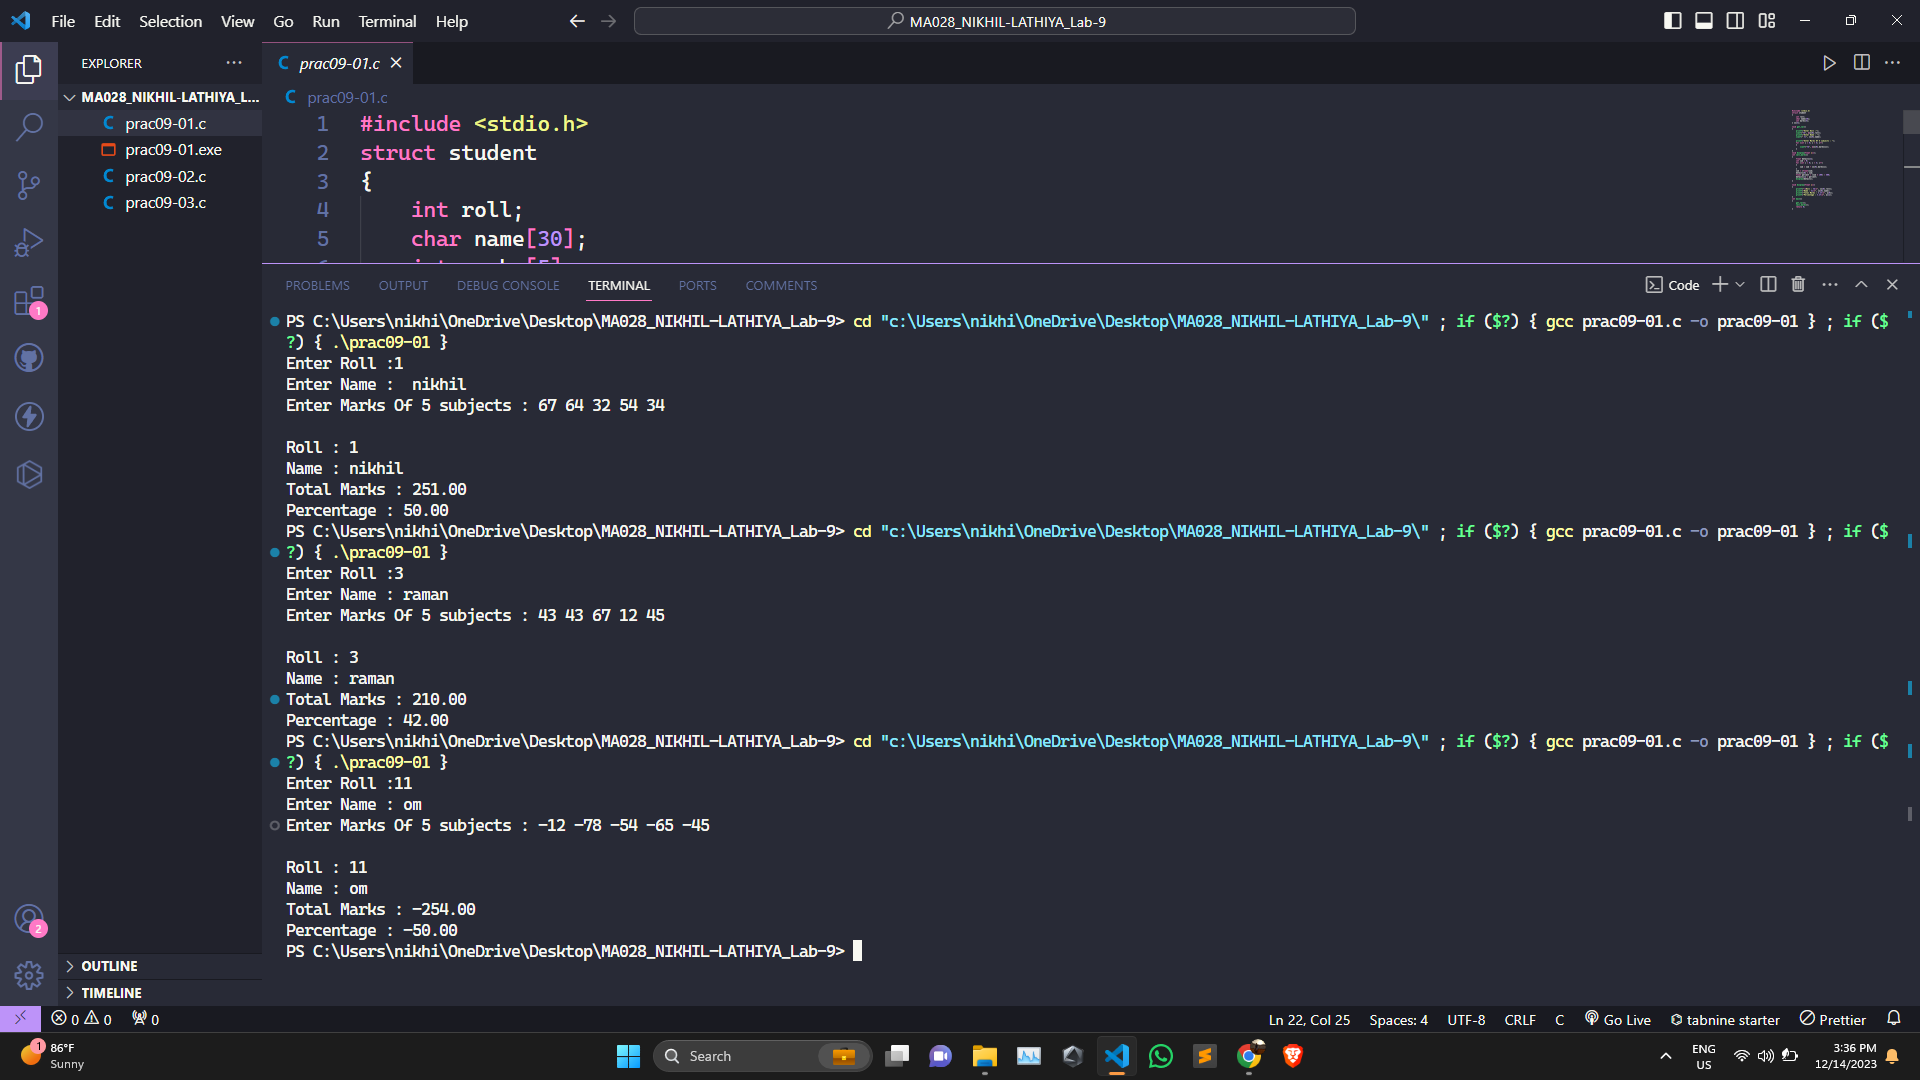 File Edit Selection View Go Run Terminal Help
MA028_NIKHIL-LATHIYA_Lab-9
EXPLORER
MA028_NIKHIL-LATHIYA_L...
prac09-01.c
prac09-01.exe
prac09-02.c
prac09-03.c
OUTLINE
TIMELINE
1
2
C prac09-01.c
C prac09-01.c
1 #include <stdio.h>
2 struct student
3 {
4 int roll;
5 char name[30];
PROBLEMS OUTPUT DEBUG CONSOLE TERMINAL PORTS COMMENTS
Code
PS C:\Users\nikhi\OneDrive\Desktop\MA028_NIKHIL-LATHIYA_Lab-9> cd "c:\Users\nikhi\OneDrive\Desktop\MA028_NIKHIL-LATHIYA_Lab-9\" ; if ($?) { gcc prac09-01.c -o prac09-01 } ; if ($
?) { .\prac09-01 }
Enter Roll :1
Enter Name :  nikhil
Enter Marks Of 5 subjects : 67 64 32 54 34
Roll : 1
Name : nikhil
Total Marks : 251.00
Percentage : 50.00
PS C:\Users\nikhi\OneDrive\Desktop\MA028_NIKHIL-LATHIYA_Lab-9> cd "c:\Users\nikhi\OneDrive\Desktop\MA028_NIKHIL-LATHIYA_Lab-9\" ; if ($?) { gcc prac09-01.c -o prac09-01 } ; if ($
?) { .\prac09-01 }
Enter Roll :3
Enter Name : raman
Enter Marks Of 5 subjects : 43 43 67 12 45
Roll : 3
Name : raman
Total Marks : 210.00
Percentage : 42.00
PS C:\Users\nikhi\OneDrive\Desktop\MA028_NIKHIL-LATHIYA_Lab-9> cd "c:\Users\nikhi\OneDrive\Desktop\MA028_NIKHIL-LATHIYA_Lab-9\" ; if ($?) { gcc prac09-01.c -o prac09-01 } ; if ($
?) { .\prac09-01 }
Enter Roll :11
Enter Name : om
Enter Marks Of 5 subjects : -12 -78 -54 -65 -45
Roll : 11
Name : om
Total Marks : -254.00
Percentage : -50.00
PS C:\Users\nikhi\OneDrive\Desktop\MA028_NIKHIL-LATHIYA_Lab-9>
0 0 0
Ln 22, Col 25 Spaces: 4 UTF-8 CRLF C Go Live tabnine starter Prettier
1
86°F
Sunny
Search
ENG
US
3:36 PM
12/14/2023